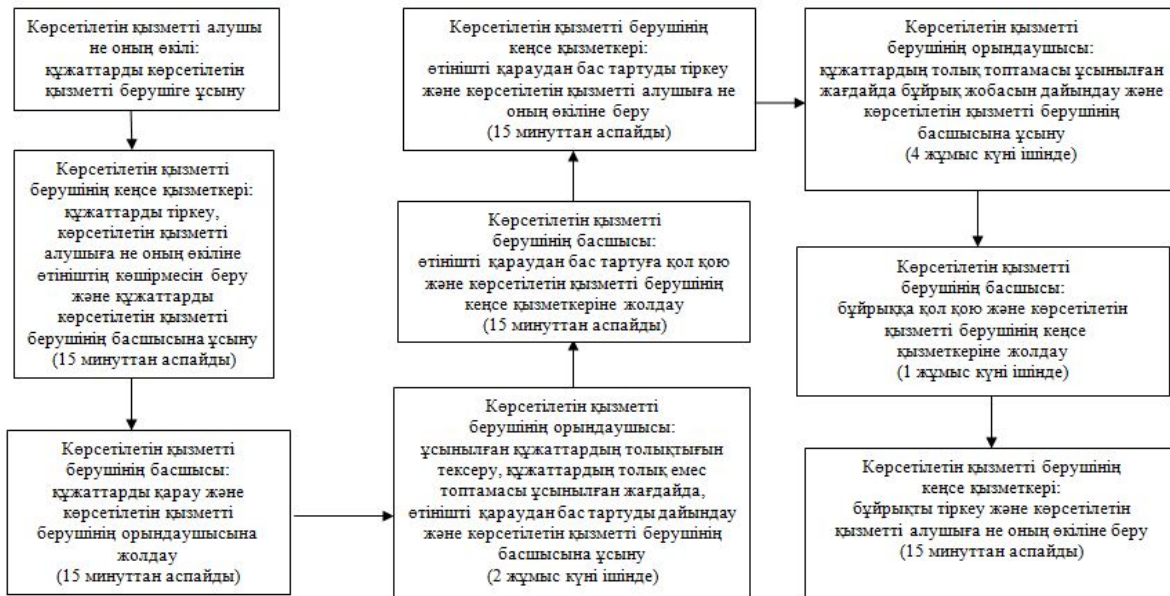 Көрсетілетін қызметті алушы
не оның өкілі:
құжаттарды көрсетілетін
қызметті берушіге ұсыну
Көрсетілетін қызметті
берушінің кеңсе қызметкері:
құжаттарды тіркеу,
көрсетілетін қызметті
алушыға не оның өкіліне
өтініштің көшірмесін беру
және құжаттарды
көрсетілетін қызметті
берушінің басшысына ұсыну
(15 минуттан аспайды)
Көрсетілетін қызметті
берушінің басшысы:
құжаттарды қарау және
көрсетілетін қызметті
берушінің орындаушысына
жолдау
(15 минуттан аспайды)
Көрсетілетін қызметті
берушінің орындаушысы:
ұсынылған құжаттардың толықтығын
тексеру, құжаттардың толық емес
топтамасы ұсынылған жағдайда,
өтінішті қараудан бас тартуды дайындау
және көрсетілетін қызметті берушінің
басшысына ұсыну
(2 жұмыс күні ішінде)
Көрсетілетін қызметті
берушінің басшысы:
өтінішті қараудан бас тартуға қол қою
және көрсетілетін қызметті берушінің
кеңсе қызметкеріне жолдау
(15 минуттан аспайды)
Көрсетілетін қызметті берушінің
кеңсе қызметкері:
өтінішті қараудан бас тартуды тіркеу
және көрсетілетін қызметті алушыға не
оның өкіліне беру
(15 минуттан аспайды)
Көрсетілетін қызметті
берушінің орындаушысы:
құжаттардың толық топтамасы ұсынылған
жағдайда бұйрық жобасын дайындау және
көрсетілетін қызметті берушінің
басшысына ұсыну
(4 жұмыс күні ішінде)
Көрсетілетін қызметті
берушінің басшысы:
бұйрыққа қол қою және көрсетілетін
қызметті берушінің кеңсе
қызметкеріне жолдау
(1 жұмыс күні ішінде)
Көрсетілетін қызметті берушінің
кеңсе қызметкері:
бұйрықты тіркеу және көрсетілетін
қызметті алушыға не оның өкіліне беру
(15 минуттан аспайды)